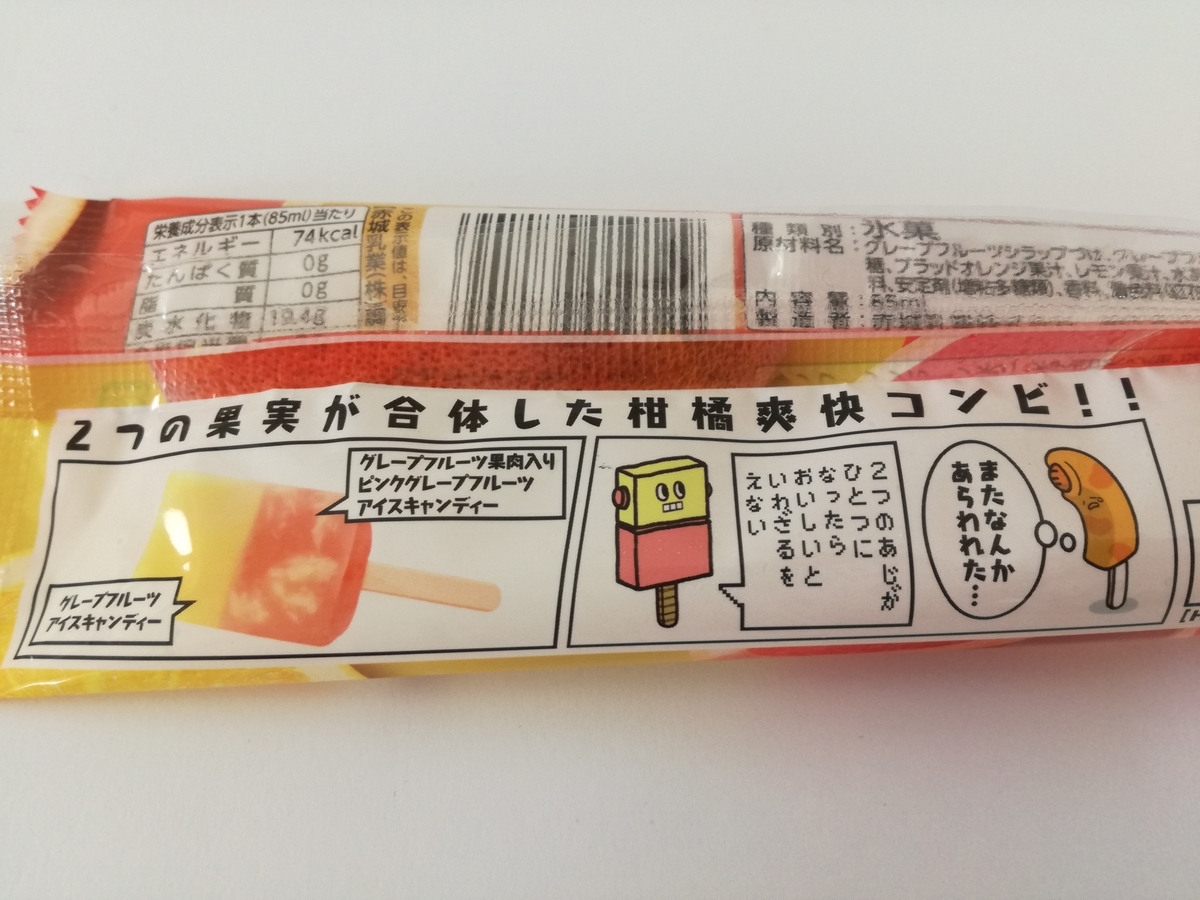 栄養成分表示1本(85ml)当たり
エネルギー 74kcal
たんぱく質 0g
脂質 0g
炭水化物 19.4g
この表示値は、目安
赤城乳業(株)調
種類別:氷菓
原材料名:グレープフルーツシラップづけ、グレープフ
糖、ブラッドオレンジ果汁、レモン果汁、水
料、安定剤(増粘多糖類)、香料、
内容量:85ml
製造者:赤城乳業
2つの果実が合体した柑橘爽快コンビ!!
グレープフルーツ果肉入り
ピンクグレープフルーツ
アイスキャンディー
グレープフルーツ
アイスキャンディー
2つのあじが
ひとつに
なったら
おいしいと
いわざるを
えない
またなんか
あらわれた…